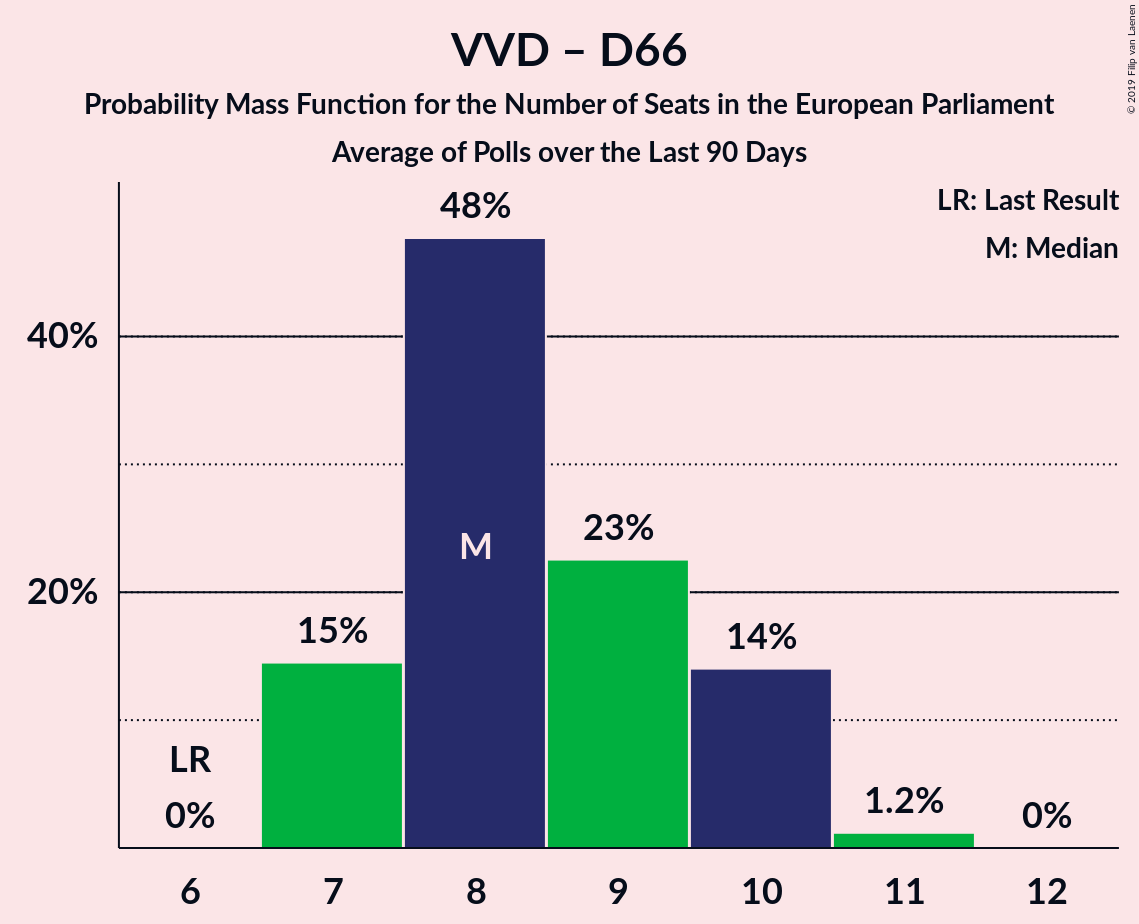 VVD – D66
Probability Mass Function for the Number of Seats in the European Parliament
Average of Polls over the Last 90 Days
© 2019 Filip van Laenen
LR: Last Result
M: Median
48%
40%
M
23%
20%
15%
14%
LR
0%
1.2%
0%
6 7 8 9 10 11 12